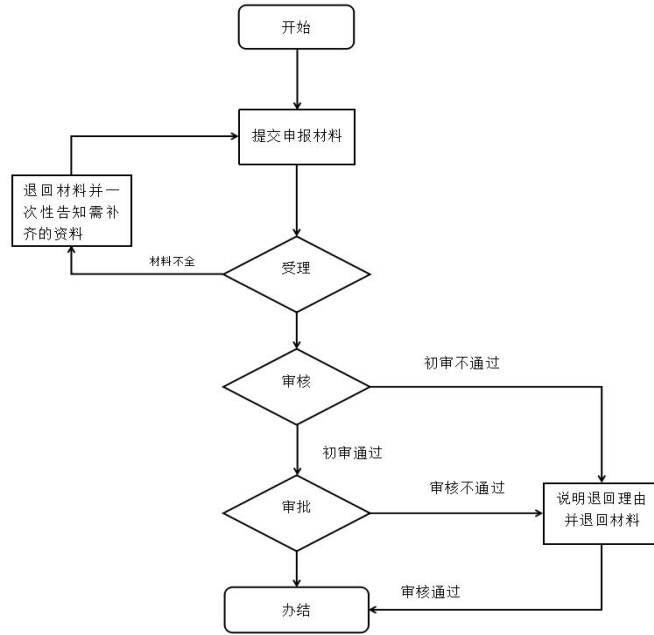 开始
提交申报材料
退回材料并一
次性告知需补
齐的资料
材料不全
受理
初审不通过
审核
初审通过
审核不通过
审批
说明退回理由
并退回材料
审核通过
办结